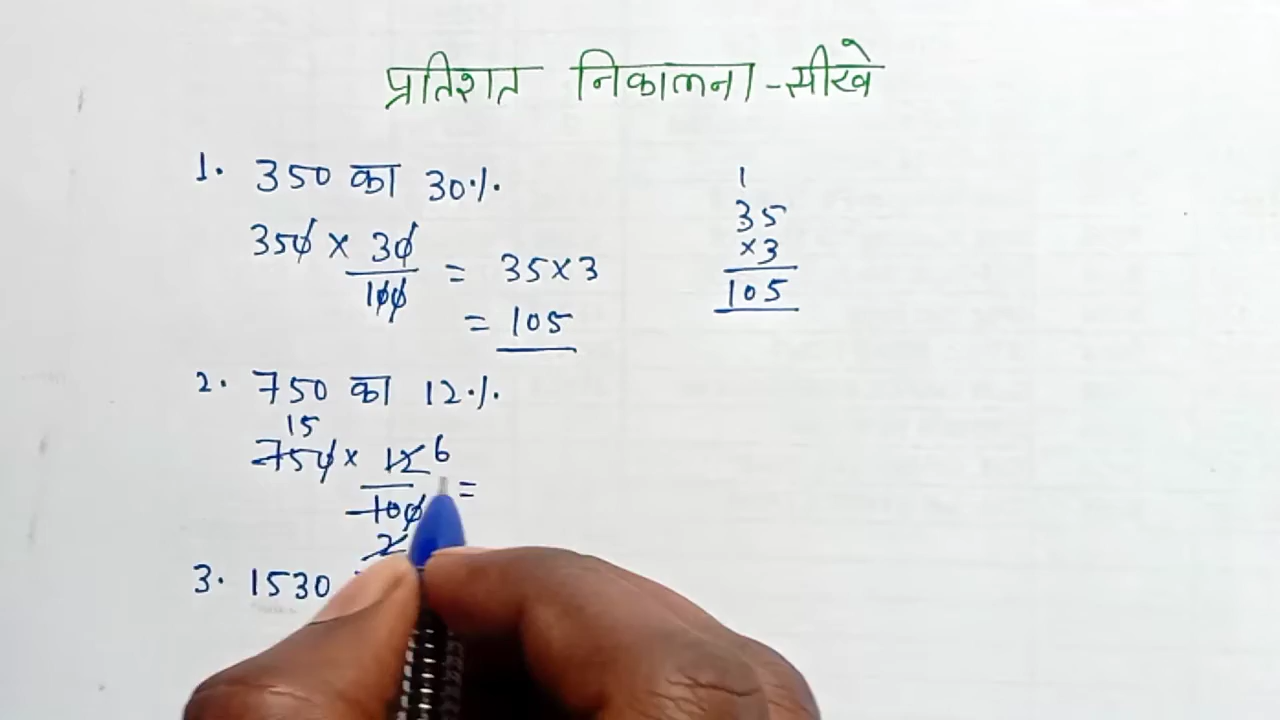 प्रतिशत निकालना - सीखे
1. 350 का 30%
350 × 30
100
= 35×3
= 105
1
35
×3
105
2. 750 का 12%
15
750 × 12 6
100
2
=
3. 1530